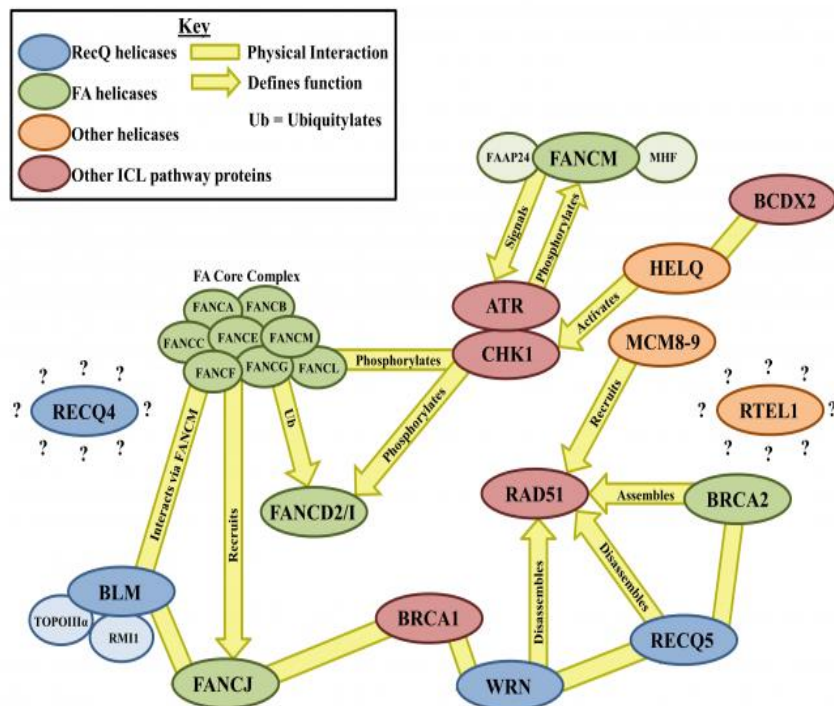 Key
RecQ helicases
Physical Interaction
FA helicases
Defines function
Other helicases
Ub = Ubiquitylates
Other ICL pathway proteins
FAAP24
FANCM
MHF
BCDX2
Signals
Phosphorylates
HELQ
FA Core Complex
FANCA
FANCB
ATR
Activates
FANCC
FANCE
FANCM
MCM8-9
CHK1
Phosphorylates
FANCF
FANCG
FANCL
? ? ?
? RECQ4 ?
? ? ?
Ub
Phosphorylates
Recruits
? ? ?
? RTEL1 ?
? ? ?
Interacts via FANCM
Recruits
FANCD2/I
RAD51
Assembles
BRCA2
Disassembles
Disassembles
BLM
TOPOIIIα
RMI1
BRCA1
RECQ5
FANCJ
WRN